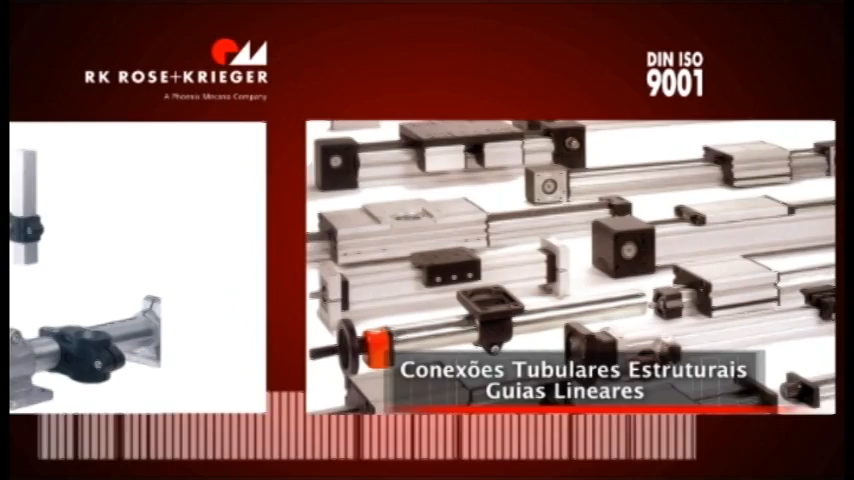 RK ROSE+KRIEGER
A Phoenix Mecano Company
DIN ISO
9001
Conexões Tubulares Estruturais
Guias Lineares